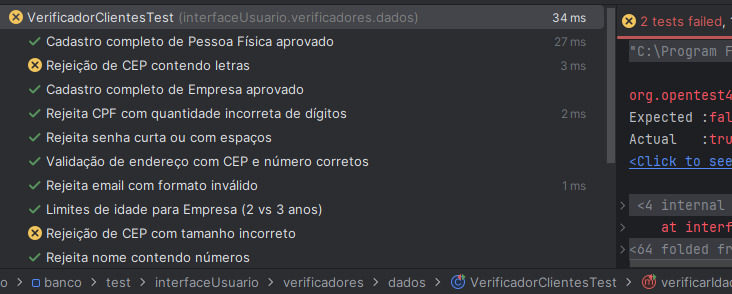 VerificadorClientesTest (interfaceUsuario.verificadores.dados) 34 ms
Cadastro completo de Pessoa Física aprovado 27 ms
Rejeição de CEP contendo letras 3 ms
Cadastro completo de Empresa aprovado
Rejeita CPF com quantidade incorreta de dígitos 2 ms
Rejeita senha curta ou com espaços
Validação de endereço com CEP e número corretos
Rejeita email com formato inválido 1 ms
Limites de idade para Empresa (2 vs 3 anos)
Rejeição de CEP com tamanho incorreto
Rejeita nome contendo números
2 tests failed,
"C:\Program F
org.opentest4
Expected :fal
Actual :tru
<Click to see
<4 internal
at interf
<64 folded fr
o > banco > test > interfaceUsuario > verificadores > dados > VerificadorClientesTest > verificarIdac